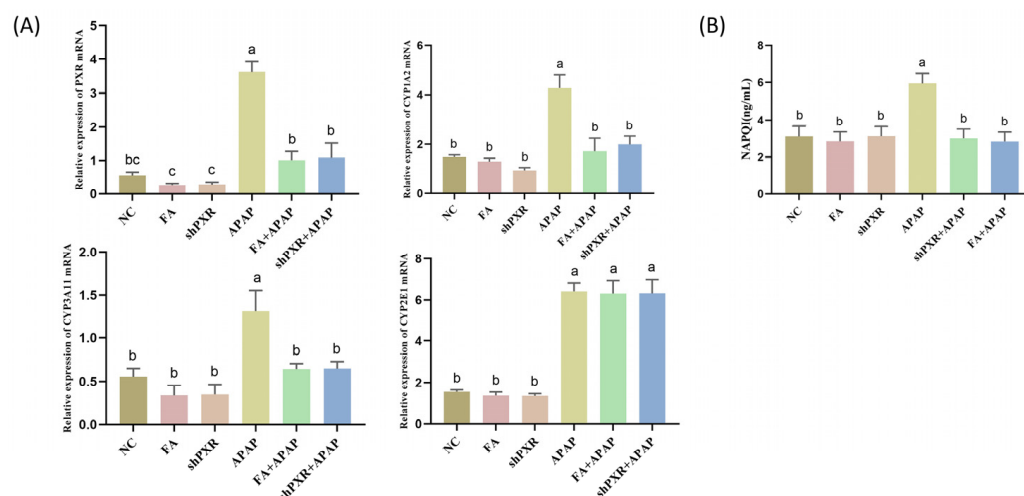 (A)
Relative expression of PXR mRNA
5
4
3
2
1
0
bc
c
c
a
b
b
NC
FA
shPXR
APAP
FA+APAP
shPXR+APAP
Relative expression of CYP1A2 mRNA
6
4
2
0
b
b
b
a
b
b
NC
FA
shPXR
APAP
FA+APAP
shPXR+APAP
(B)
NAPQI(ng/mL)
8
6
4
2
0
b
b
b
a
b
b
NC
FA
shPXR
APAP
shPXR+APAP
FA+APAP
Relative expression of CYP3A11 mRNA
2.0
1.5
1.0
0.5
0.0
b
b
b
a
b
b
NC
FA
shPXR
APAP
FA+APAP
shPXR+APAP
Relative expression of CYP2E1 mRNA
8
6
4
2
0
b
b
b
a
a
a
NC
FA
shPXR
APAP
FA+APAP
shPXR+APAP